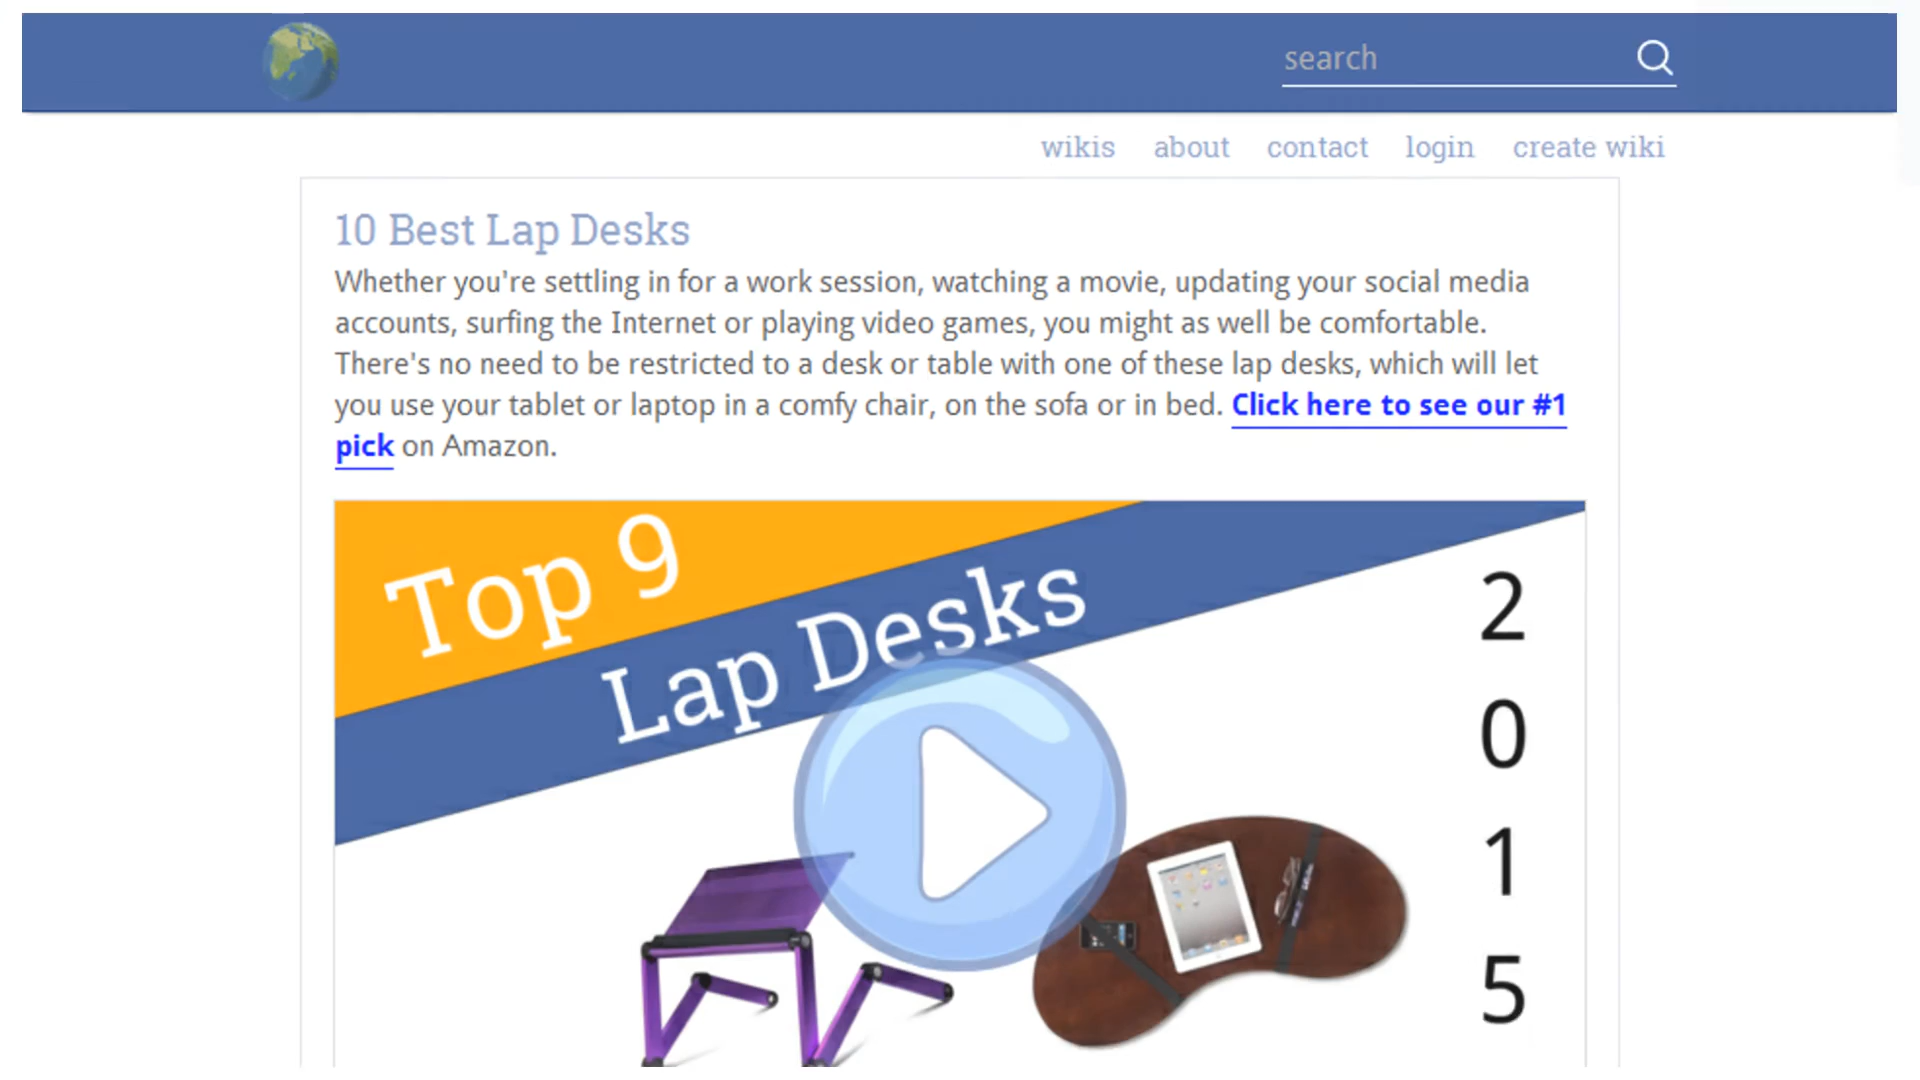 search
wikis about contact login create wiki
10 Best Lap Desks
Whether you're settling in for a work session, watching a movie, updating your social media
accounts, surfing the Internet or playing video games, you might as well be comfortable.
There's no need to be restricted to a desk or table with one of these lap desks, which will let
you use your tablet or laptop in a comfy chair, on the sofa or in bed. Click here to see our #1
pick on Amazon.
Top 9
Lap Desks
2
0
1
5